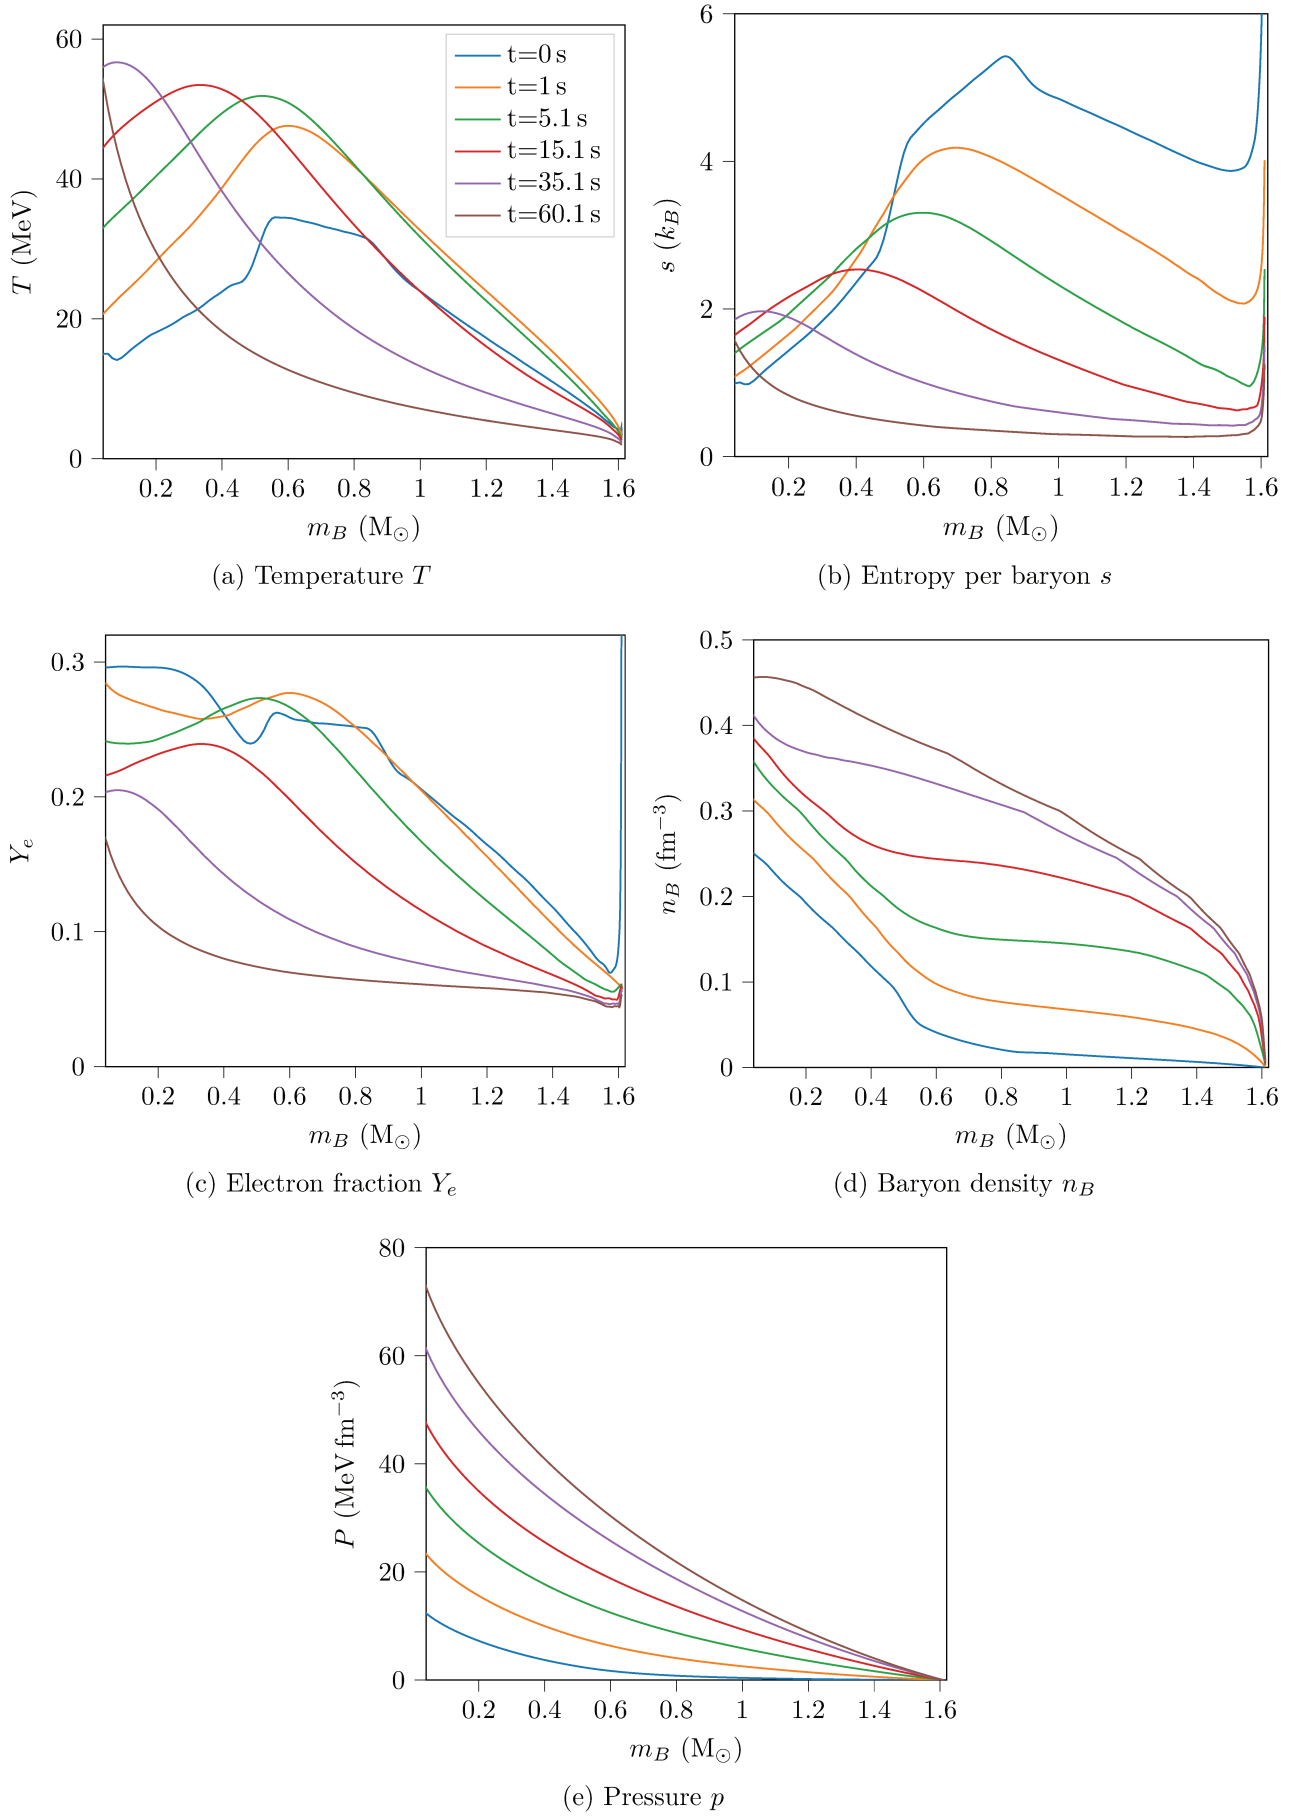 60
40
20
0
T (MeV)
t=0 s
t=1 s
t=5.1 s
t=15.1 s
t=35.1 s
t=60.1 s
0.2 0.4 0.6 0.8 1 1.2 1.4 1.6
m_B (M_⊙)
(a) Temperature T
6
4
2
0
s (k_B)
0.2 0.4 0.6 0.8 1 1.2 1.4 1.6
m_B (M_⊙)
(b) Entropy per baryon s
0.3
0.2
0.1
0
Y_e
0.2 0.4 0.6 0.8 1 1.2 1.4 1.6
m_B (M_⊙)
(c) Electron fraction Y_e
0.5
0.4
0.3
0.2
0.1
0
n_B (fm⁻³)
0.2 0.4 0.6 0.8 1 1.2 1.4 1.6
m_B (M_⊙)
(d) Baryon density n_B
80
60
40
20
0
P (MeV fm⁻³)
0.2 0.4 0.6 0.8 1 1.2 1.4 1.6
m_B (M_⊙)
(e) Pressure p